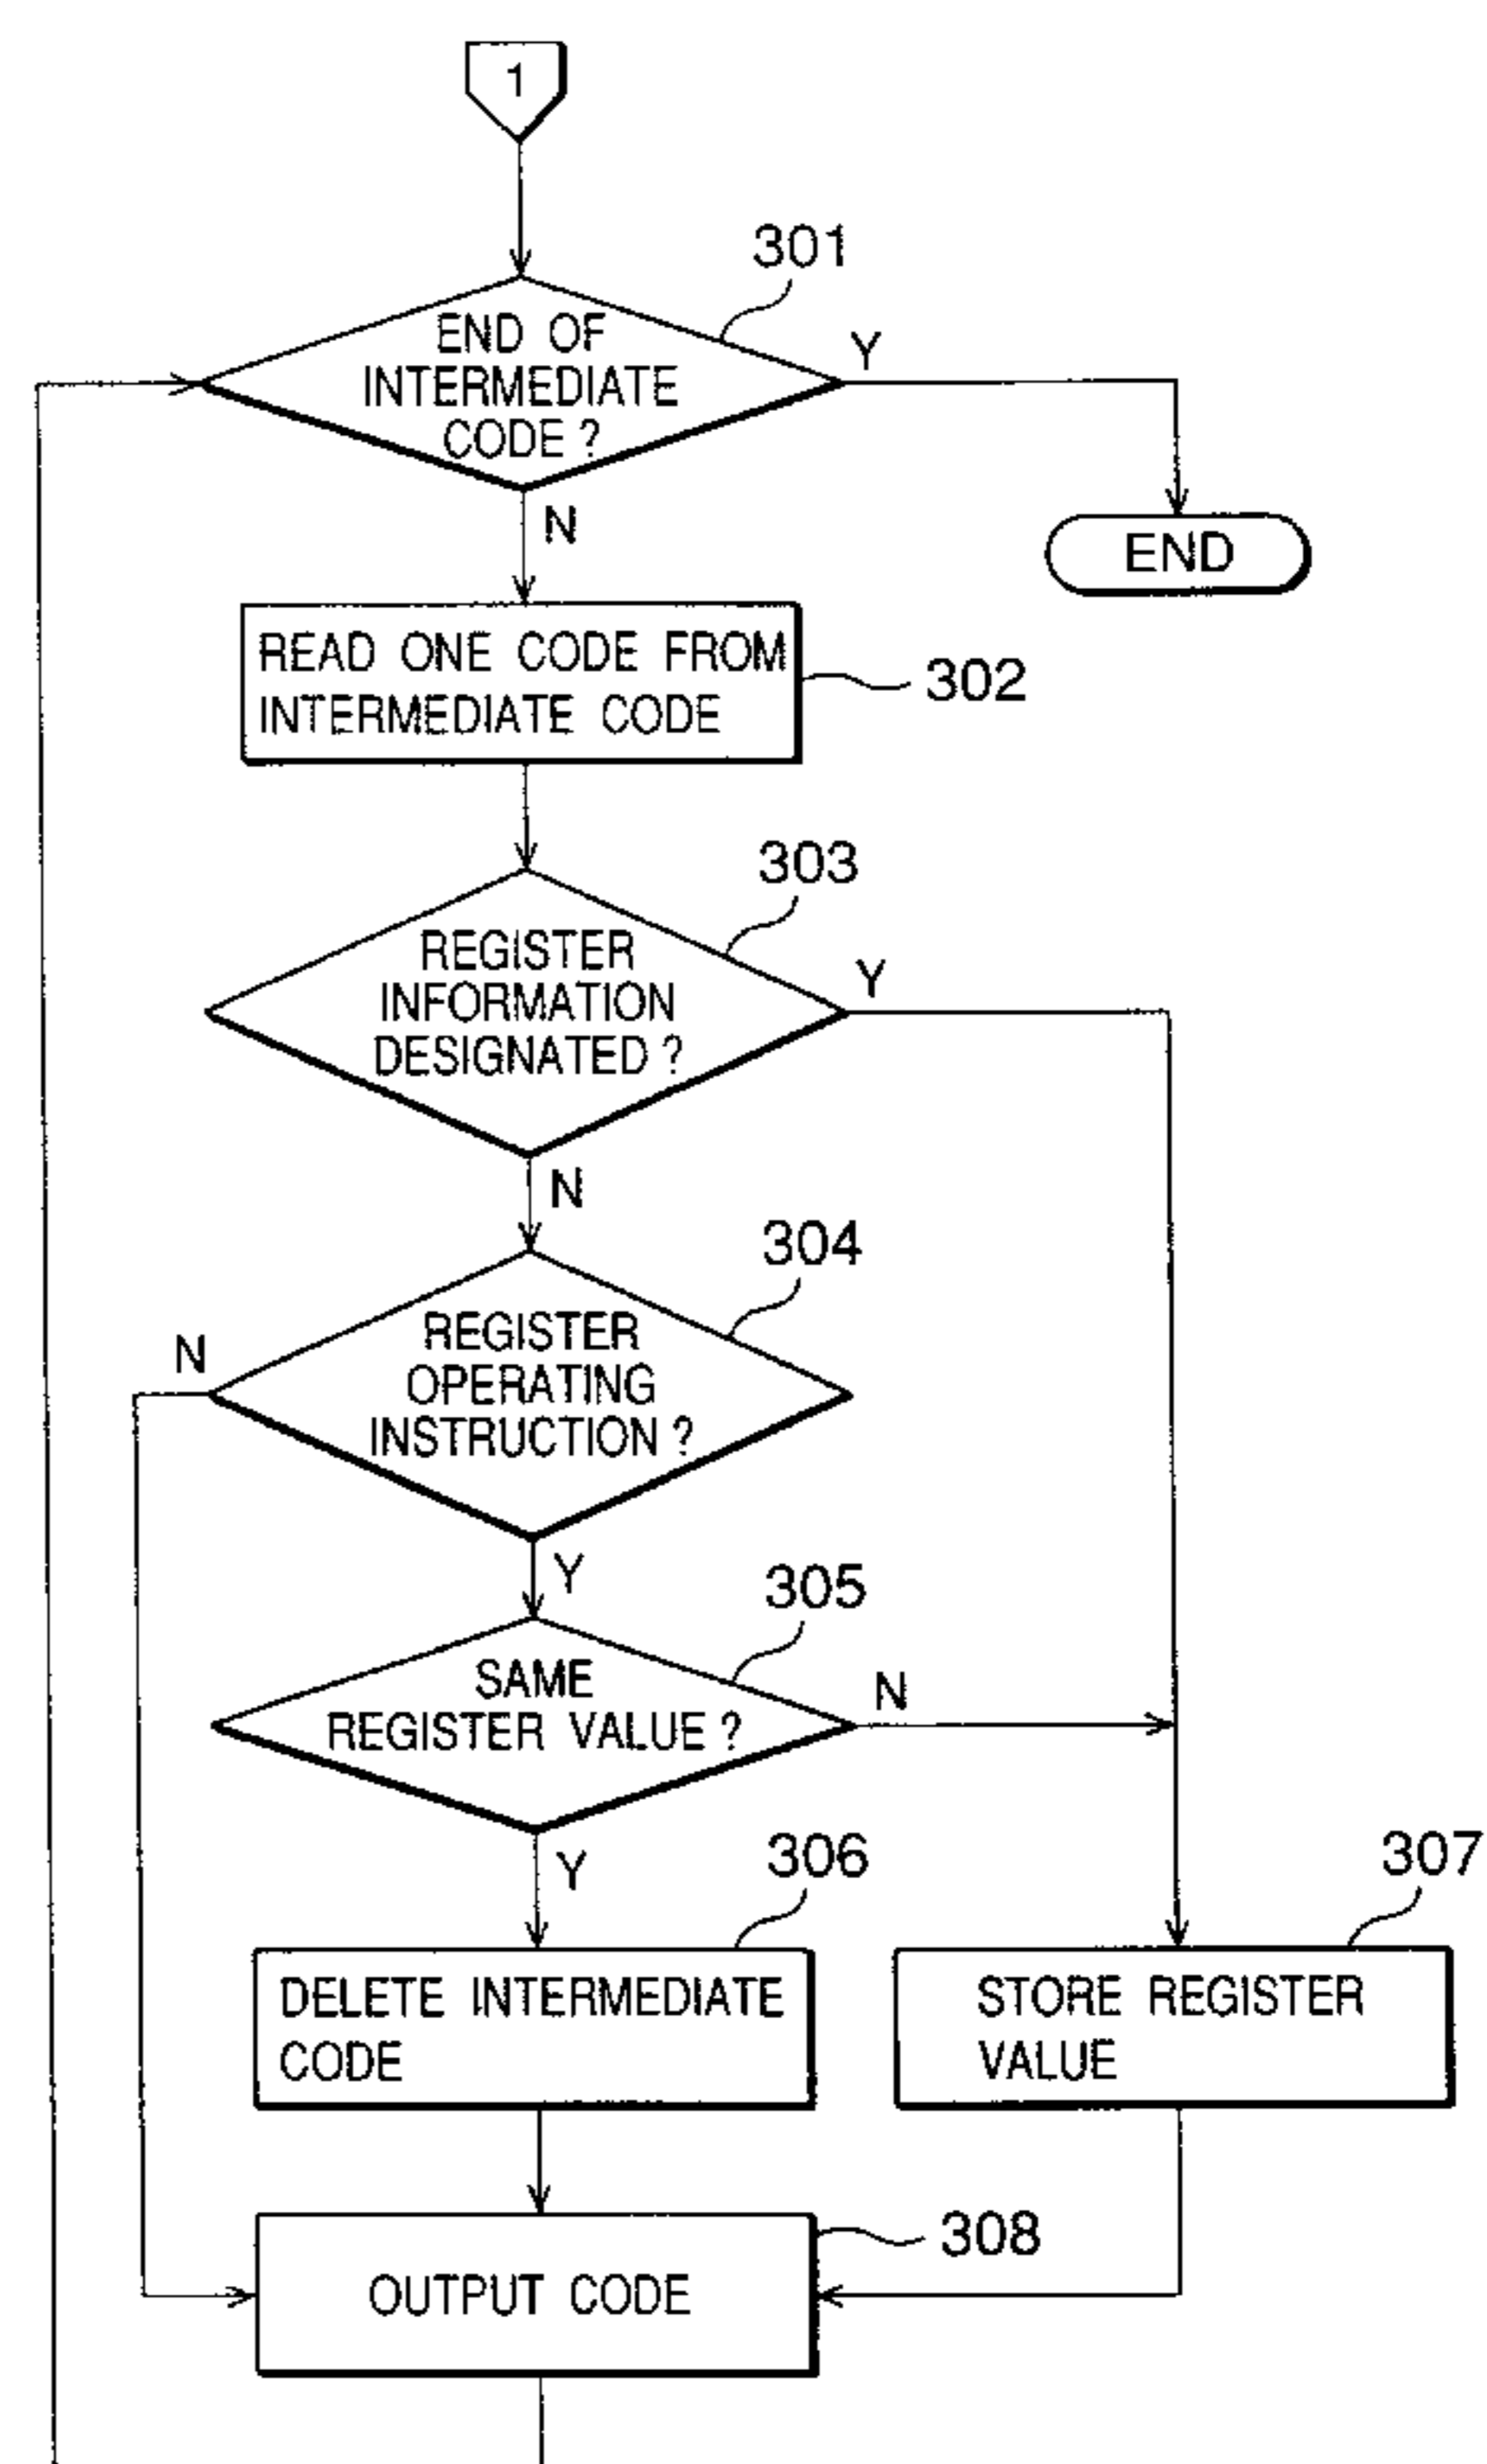 1
301
END OF
INTERMEDIATE
CODE ?
Y
N
END
READ ONE CODE FROM
INTERMEDIATE CODE
302
303
REGISTER
INFORMATION
DESIGNATED ?
Y
N
304
REGISTER
OPERATING
INSTRUCTION ?
N
Y
305
SAME
REGISTER VALUE ?
N
Y
306
DELETE INTERMEDIATE
CODE
307
STORE REGISTER
VALUE
308
OUTPUT CODE